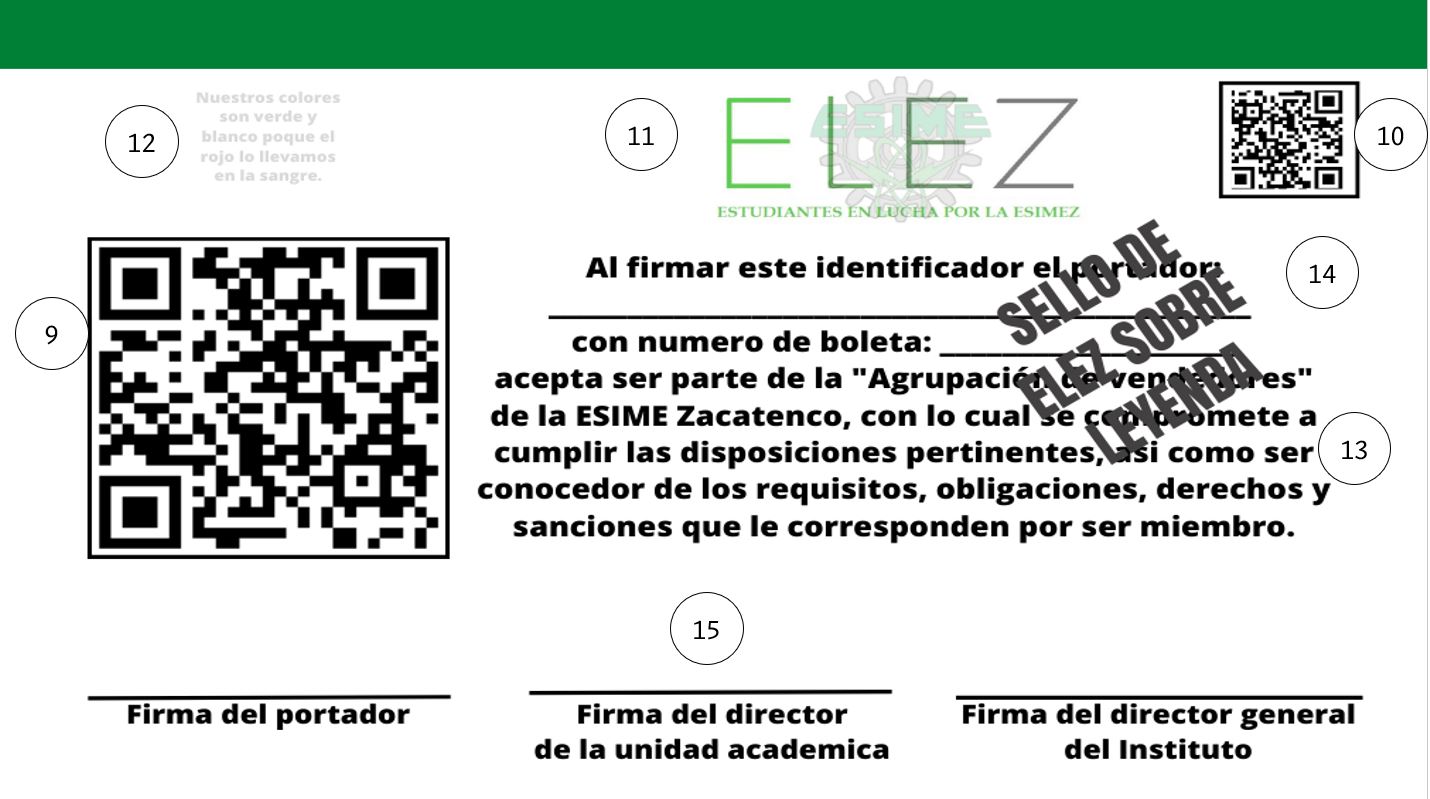 Nuestros colores
son verde y
blanco poque el
rojo lo llevamos
en la sangre.
12
11
ESIME
ELEZ
ESTUDIANTES EN LUCHA POR LA ESIMEZ
10
9
Al firmar este identificador el portador:
con numero de boleta:
acepta ser parte de la "Agrupación de vendedores"
de la ESIME Zacatenco, con lo cual se compromete a
cumplir las disposiciones pertinentes, asi como ser
conocedor de los requisitos, obligaciones, derechos y
sanciones que le corresponden por ser miembro.
SELLO DE
ELEZ SOBRE
LEYENDA
14
13
15
Firma del portador
Firma del director
de la unidad academica
Firma del director general
del Instituto